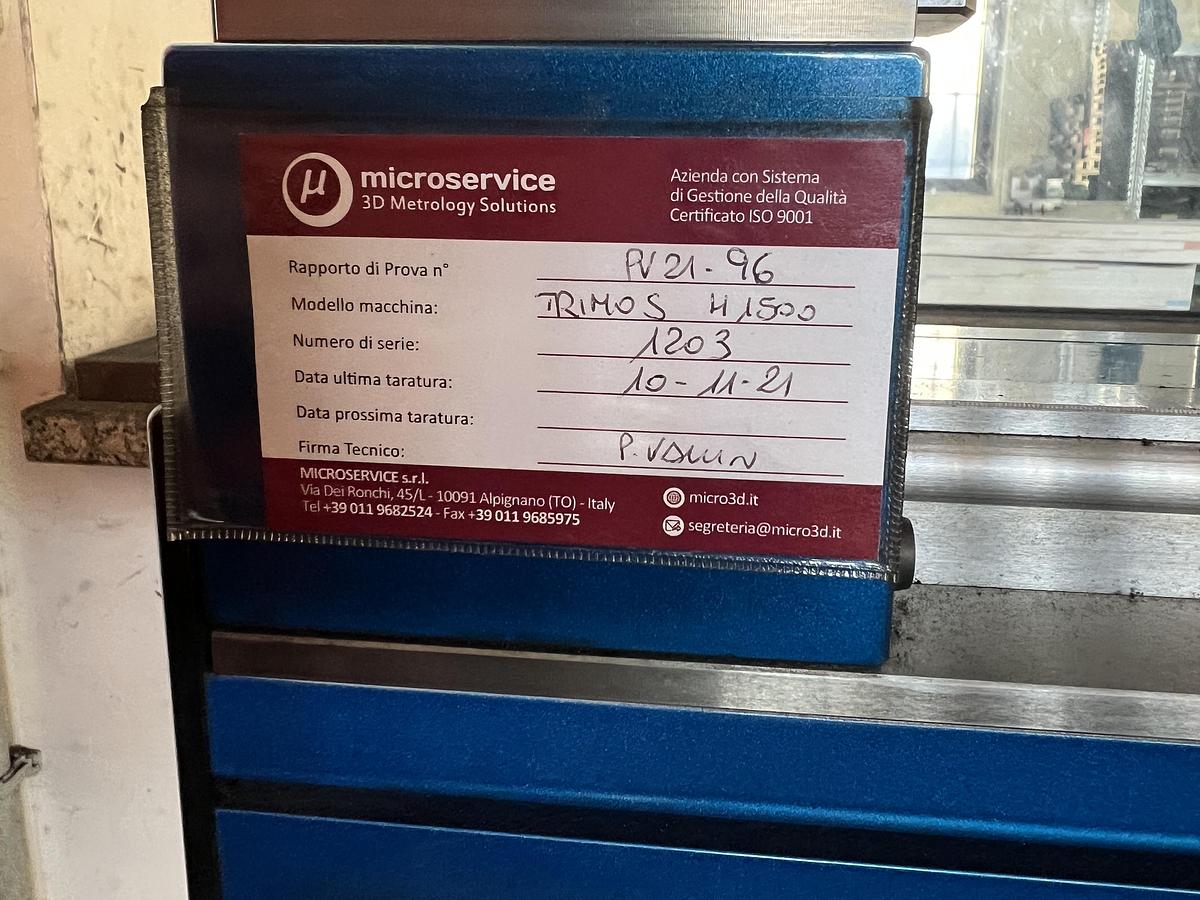 μ microservice
3D Metrology Solutions
Azienda con Sistema
di Gestione della Qualità
Certificato ISO 9001
Rapporto di Prova n° PV 21-96
Modello macchina: TRIMOS H1500
Numero di serie: 1203
Data ultima taratura: 10-11-21
Data prossima taratura:
Firma Tecnico: P.
MICROSERVICE s.r.l.
Via Dei Ronchi, 45/L - 10091 Alpignano (TO) - Italy
Tel +39 011 9682524 - Fax +39 011 9685975
micro3d.it
segreteria@micro3d.it